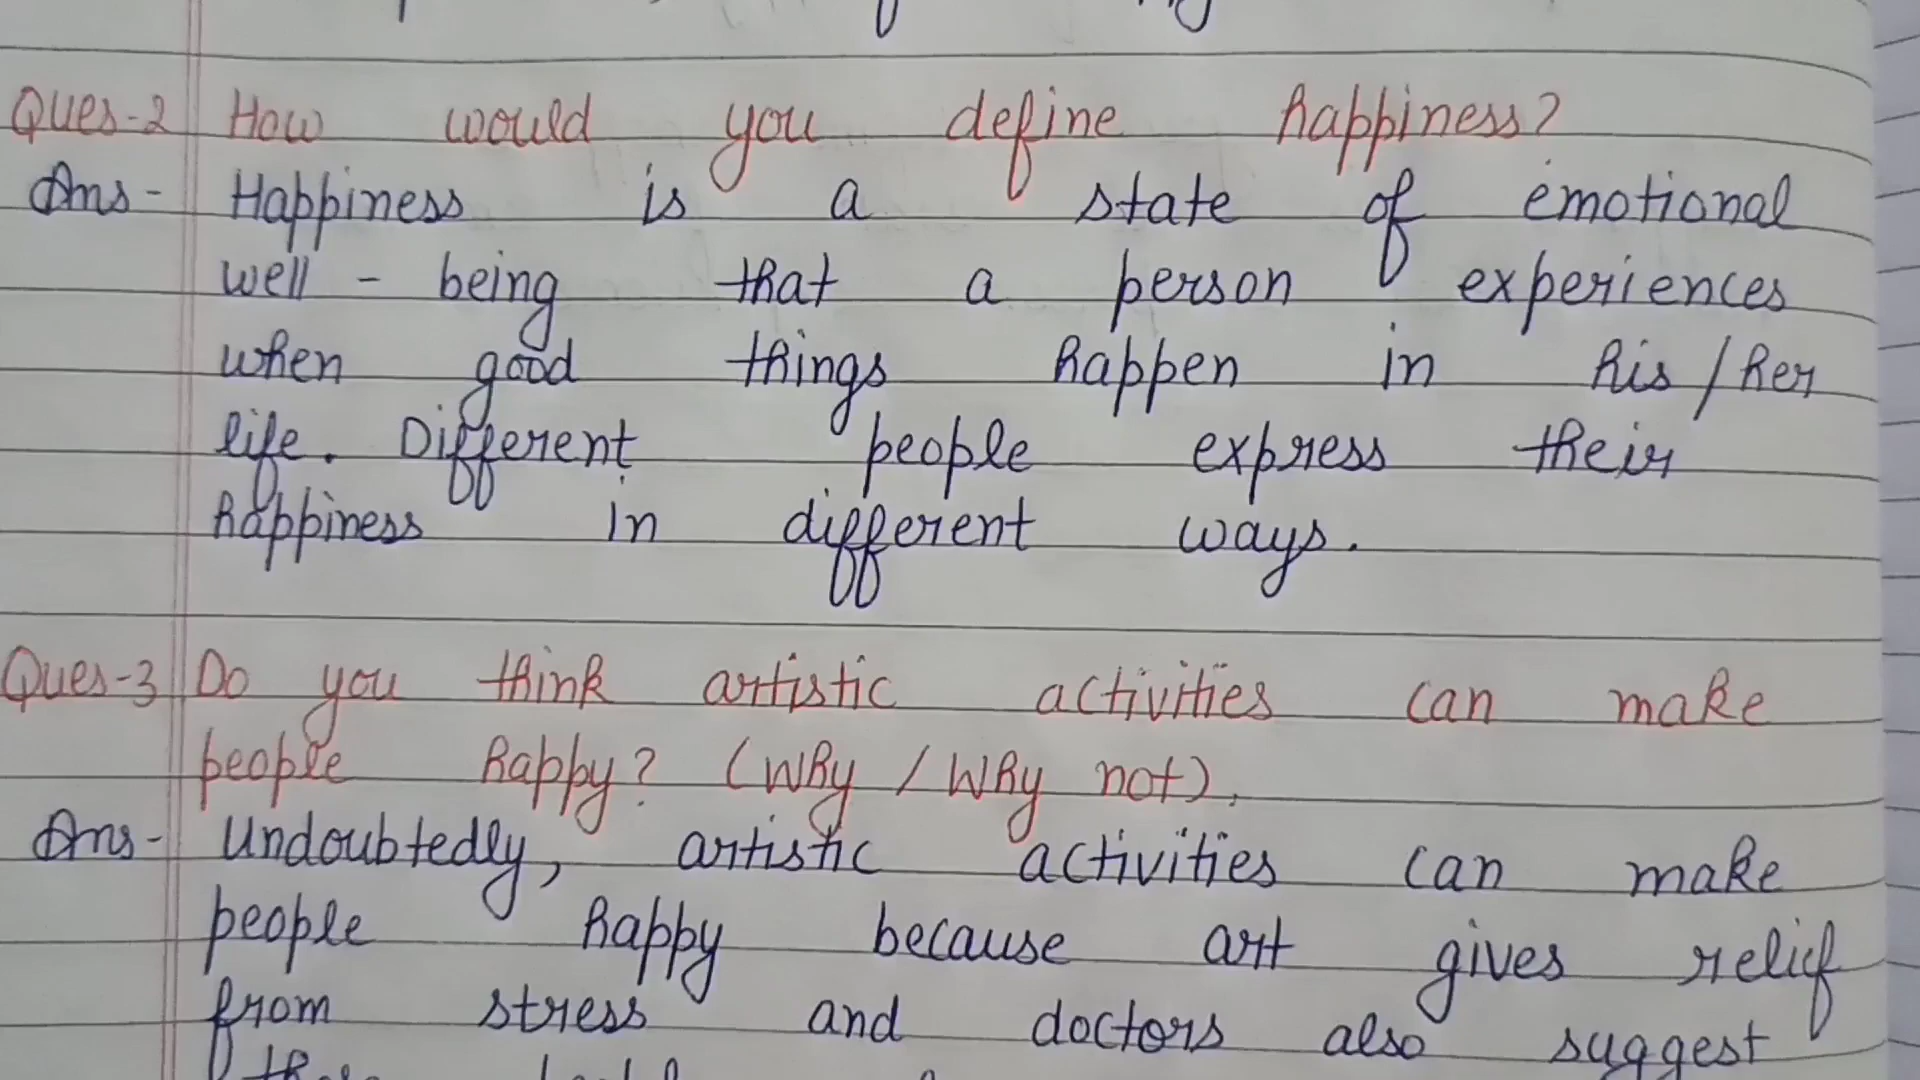 Ques-2 How would you define happiness?
Ans- Happiness is a state of emotional
well - being that a person experiences
when good things happen in his / her
life. Different people express their
happiness in different ways.
Ques-3 Do you think artistic activities can make
people happy? (Why / Why not).
Ans- Undoubtedly, artistic activities can make
people happy because art gives relief
from stress and doctors also suggest